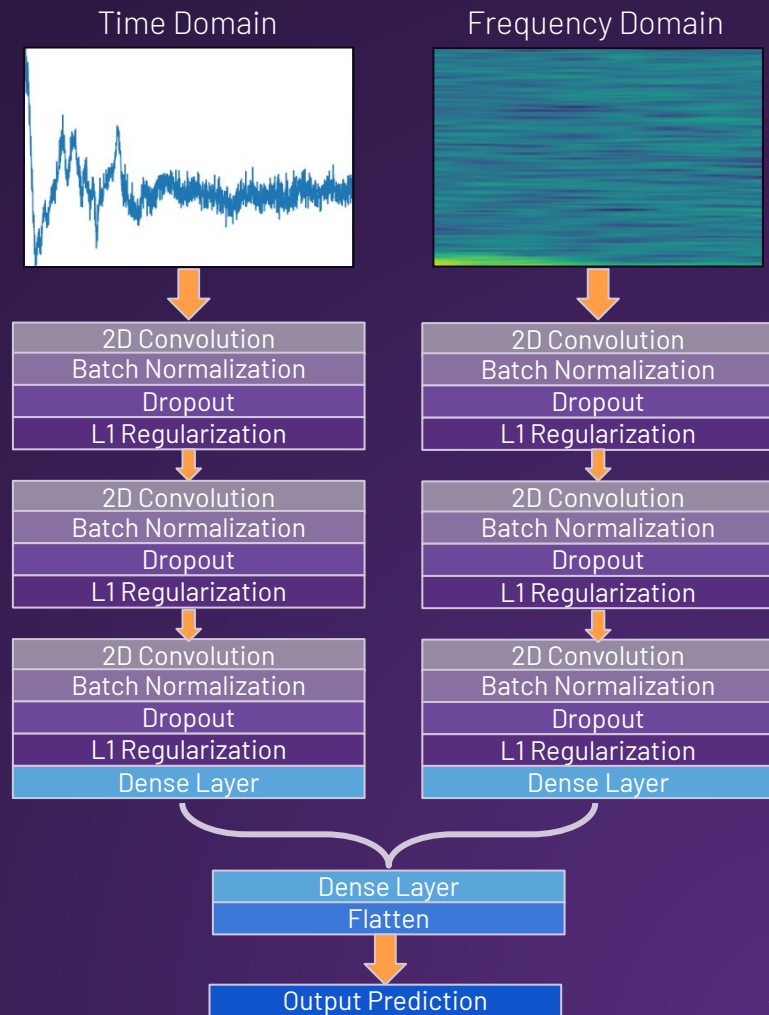 Time Domain
Frequency Domain
2D Convolution
Batch Normalization
Dropout
L1 Regularization
2D Convolution
Batch Normalization
Dropout
L1 Regularization
2D Convolution
Batch Normalization
Dropout
L1 Regularization
Dense Layer
2D Convolution
Batch Normalization
Dropout
L1 Regularization
2D Convolution
Batch Normalization
Dropout
L1 Regularization
2D Convolution
Batch Normalization
Dropout
L1 Regularization
Dense Layer
Dense Layer
Flatten
Output Prediction